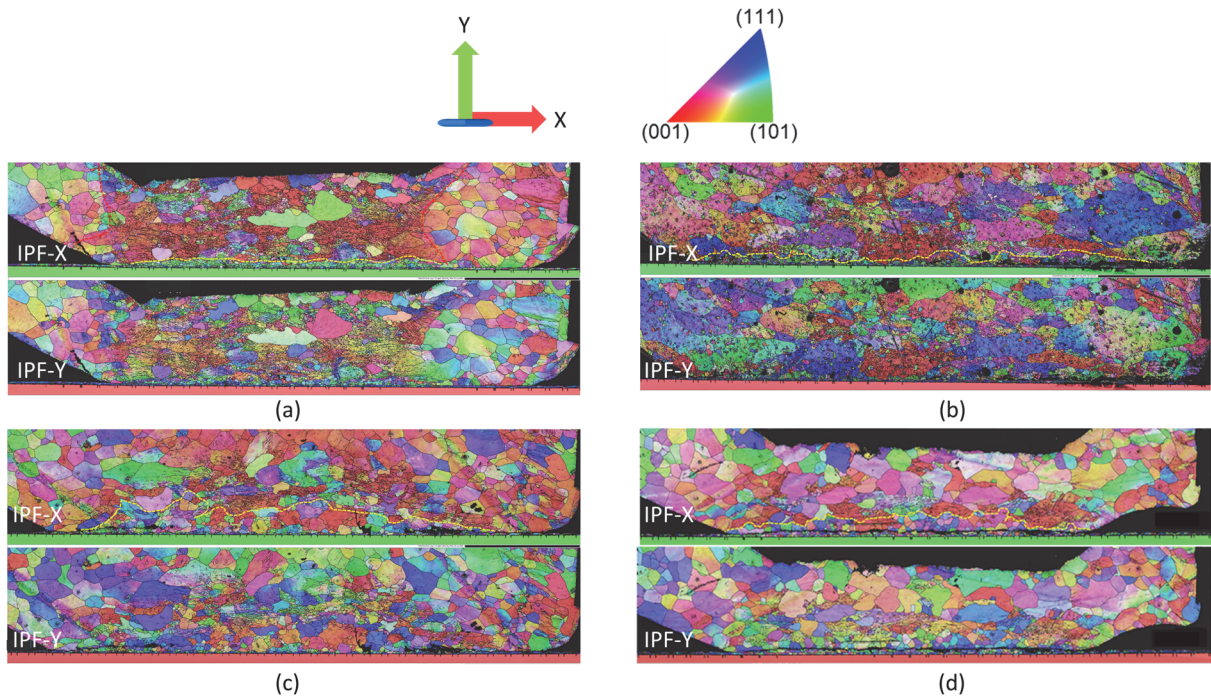 Y
X
(111)
(001)
(101)
IPF-X
IPF-X
IPF-Y
IPF-Y
(a)
(b)
IPF-X
IPF-X
IPF-Y
IPF-Y
(c)
(d)